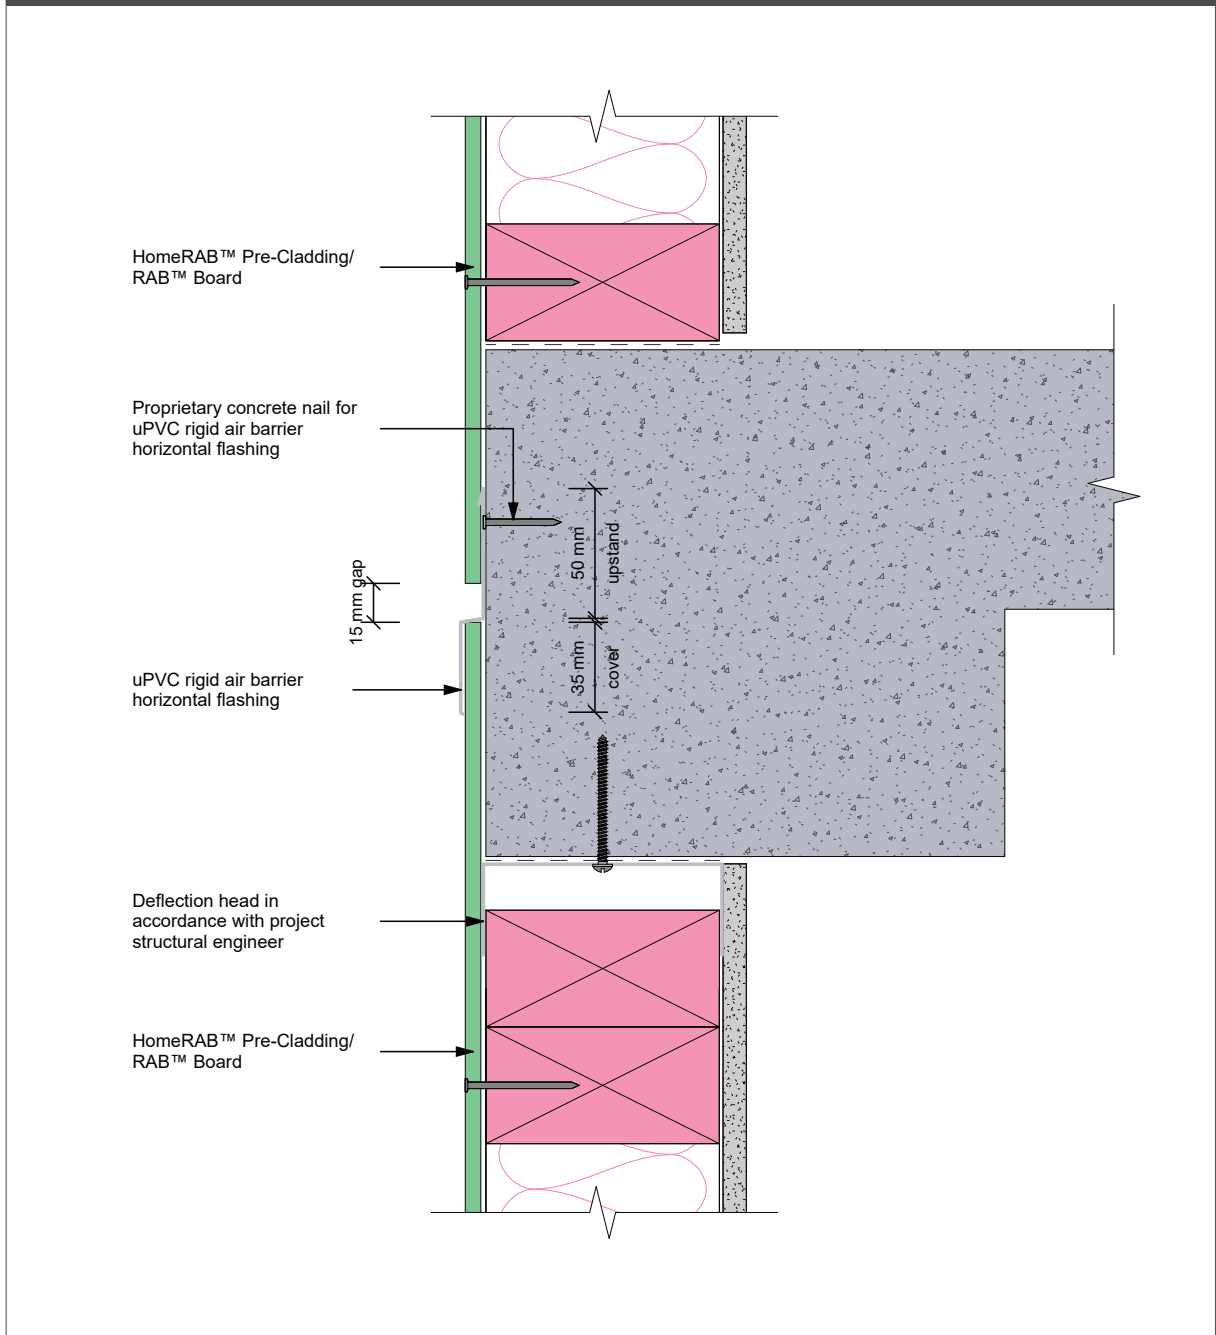 HomeRAB™ Pre-Cladding/
RAB™ Board
Proprietary concrete nail for
uPVC rigid air barrier
horizontal flashing
50 mm
upstand
15 mm gap
35 mm
cover
uPVC rigid air barrier
horizontal flashing
Deflection head in
accordance with project
structural engineer
HomeRAB™ Pre-Cladding/
RAB™ Board